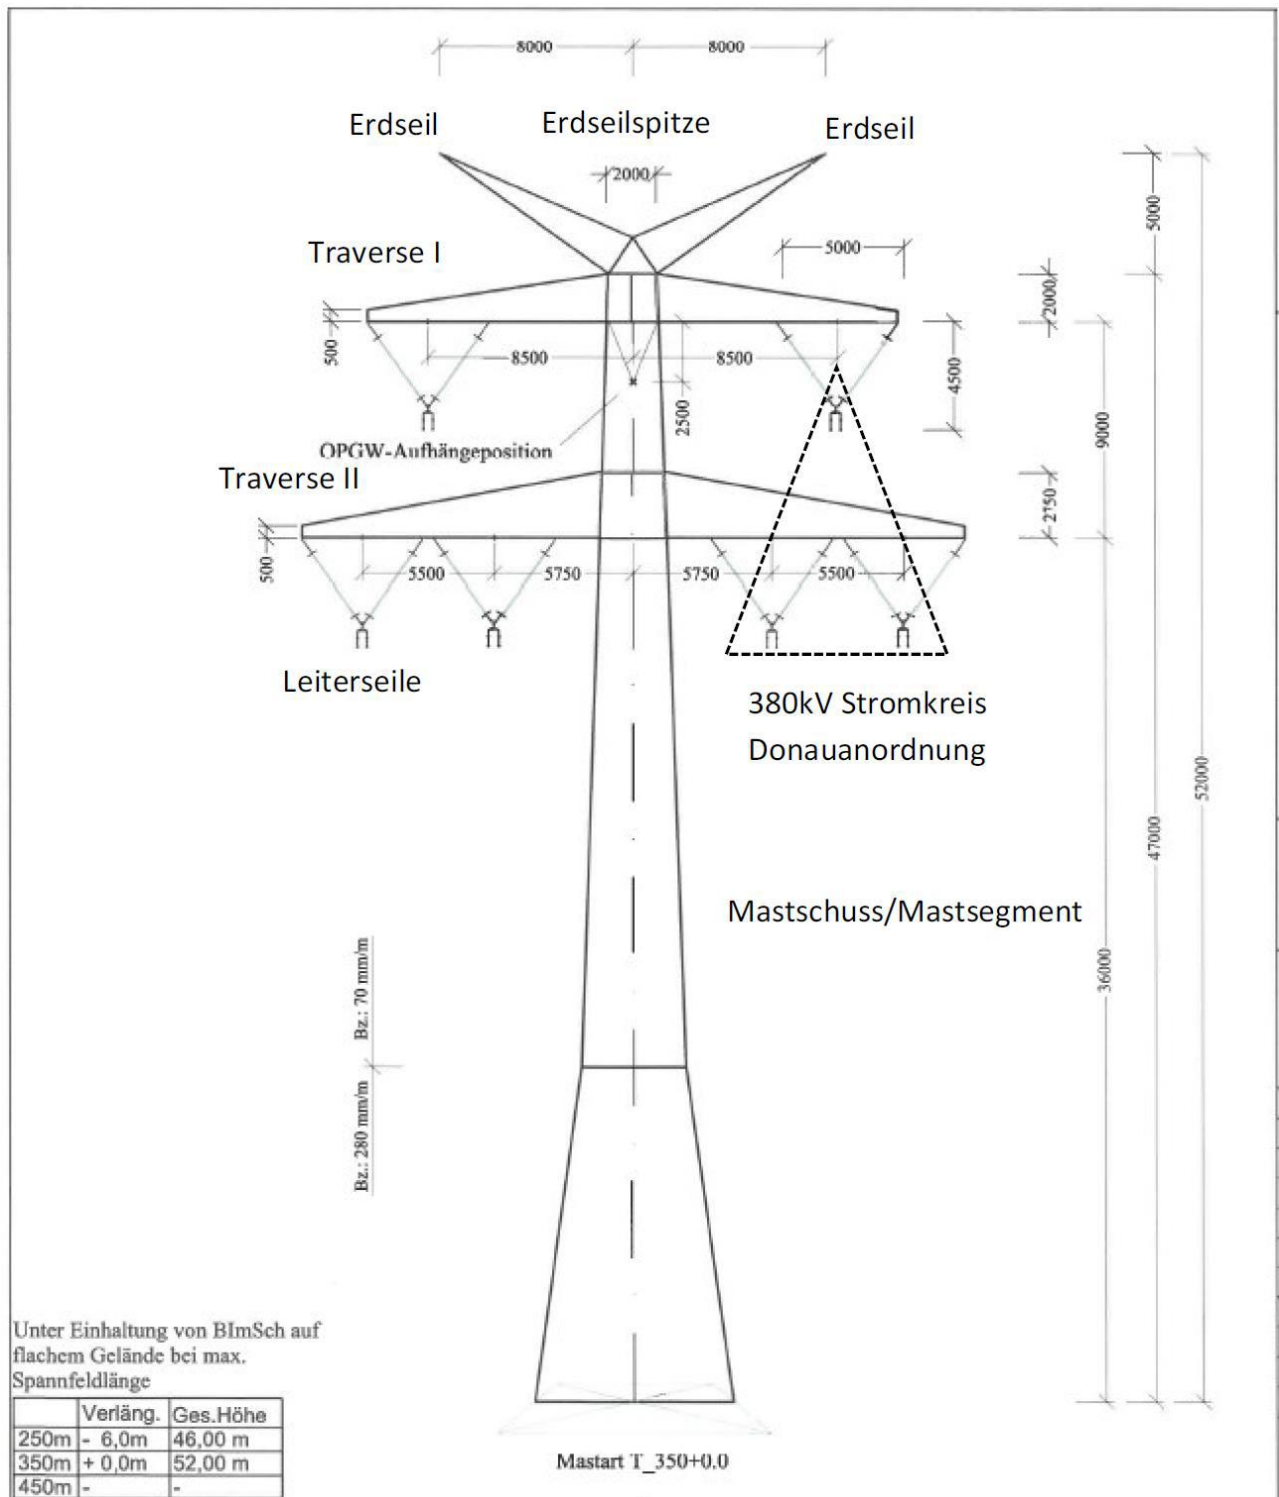 8000 8000
Erdseil Erdseilspitze Erdseil
2000
5000
Traverse I
5000
2000
500
8500 8500
4500
2500
9000
OPGW-Aufhängeposition
Traverse II
2750
500
5500 5750 5750 5500
Leiterseile
380kV Stromkreis
Donauanordnung
52000
47000
Mastschuss/Mastsegment
36000
Bz.: 70 mm/m
Bz.: 280 mm/m
Unter Einhaltung von BImSch auf
flachem Gelände bei max.
Spannfeldlänge
Verläng. Ges.Höhe
250m - 6,0m 46,00 m
350m + 0,0m 52,00 m
450m - -
Mastart T_350+0.0